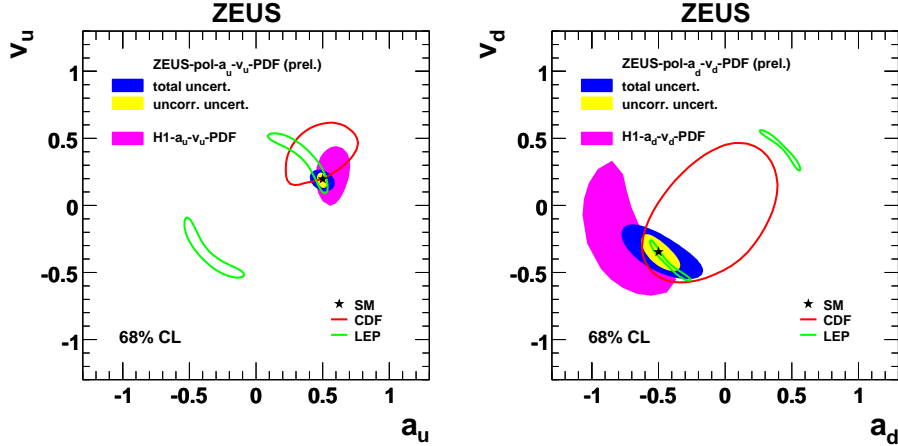 ZEUS
v_u
ZEUS-pol-a_u-v_u-PDF (prel.)
total uncert.
uncorr. uncert.
H1-a_u-v_u-PDF
1
0.5
0
-0.5
-1
SM
CDF
LEP
68% CL
-1 -0.5 0 0.5 1
a_u
ZEUS
v_d
ZEUS-pol-a_d-v_d-PDF (prel.)
total uncert.
uncorr. uncert.
H1-a_d-v_d-PDF
1
0.5
0
-0.5
-1
SM
CDF
LEP
68% CL
-1 -0.5 0 0.5 1
a_d